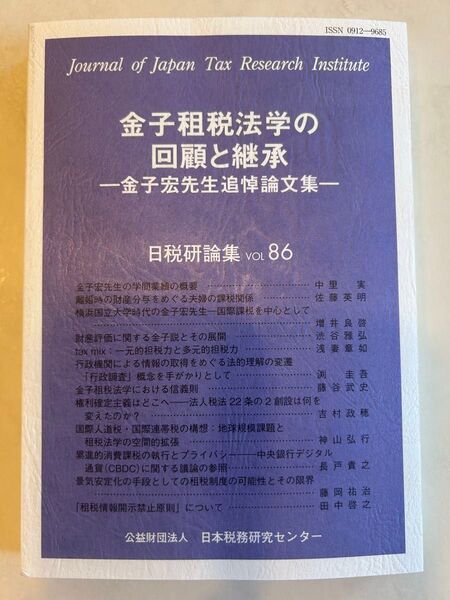 ISSN 0912—9685
Journal of Japan Tax Research Institute
金子租税法学の
回顧と継承
—金子宏先生追悼論文集—
日税研論集 VOL 86
金子宏先生の学問業績の概要 ---------- 中里 実
離婚時の財産分与をめぐる夫婦の課税関係 ---------- 佐藤英明
横浜国立大学時代の金子宏先生—国際課税を中心として
---------- 増井良啓
財産評価に関する金子説とその展開 ---------- 渋谷雅弘
tax mix:一元的担税力と多元的担税力 ---------- 浅妻章如
行政機関による情報の取得をめぐる法的理解の変遷
「行政調査」概念を手がかりとして ---------- 渕 圭吾
金子租税法学における信義則 ---------- 藤谷武史
権利確定主義はどこへ——法人税法22条の2創設は何を
変えたのか? ---------- 吉村政穂
国際人道税・国際連帯税の構想:地球規模課題と
租税法学の空間的拡張 ---------- 神山弘行
累進的消費課税の執行とプライバシー——中央銀行デジタル
通貨(CBDC)に関する議論の参照 ---------- 長戸貴之
景気安定化の手段としての租税制度の可能性とその限界
---------- 藤岡祐治
「租税情報開示禁止原則」について ---------- 田中啓之
公益財団法人 日本税務研究センター